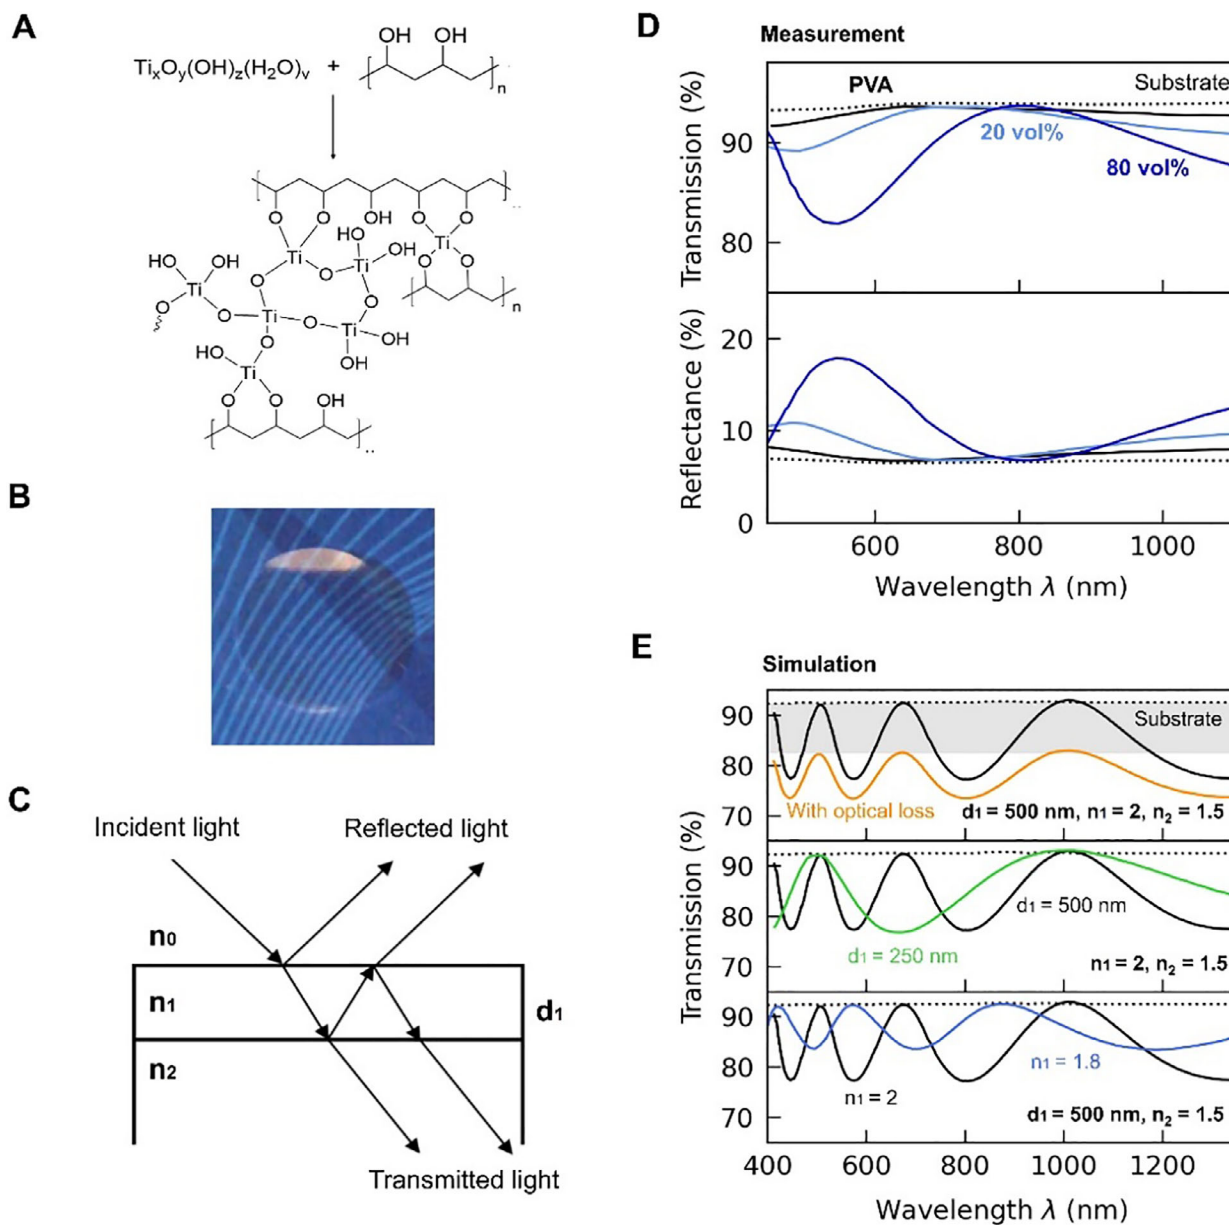 A
TiₓOᵧ(OH)z(H₂O)ᵥ + OH OH
n
OH
O O O O
Ti HO Ti
HO OH O Ti OH O O
Ti O n
O O Ti O Ti OH
HO O OH
Ti
O O OH
B
C
Incident light Reflected light
n₀
n₁ d₁
n₂
Transmitted light
D
Measurement
PVA Substrate
20 vol%
80 vol%
Transmission (%)
90
80
Reflectance (%)
20
10
0
600 800 1000
Wavelength λ (nm)
E
Simulation
Substrate
With optical loss d₁ = 500 nm, n₁ = 2, n₂ = 1.5
90
80
70
Transmission (%)
d₁ = 500 nm
d₁ = 250 nm
n₁ = 2, n₂ = 1.5
90
80
70
n₁ = 1.8
n₁ = 2
d₁ = 500 nm, n₂ = 1.5
90
80
70
400 600 800 1000 1200
Wavelength λ (nm)